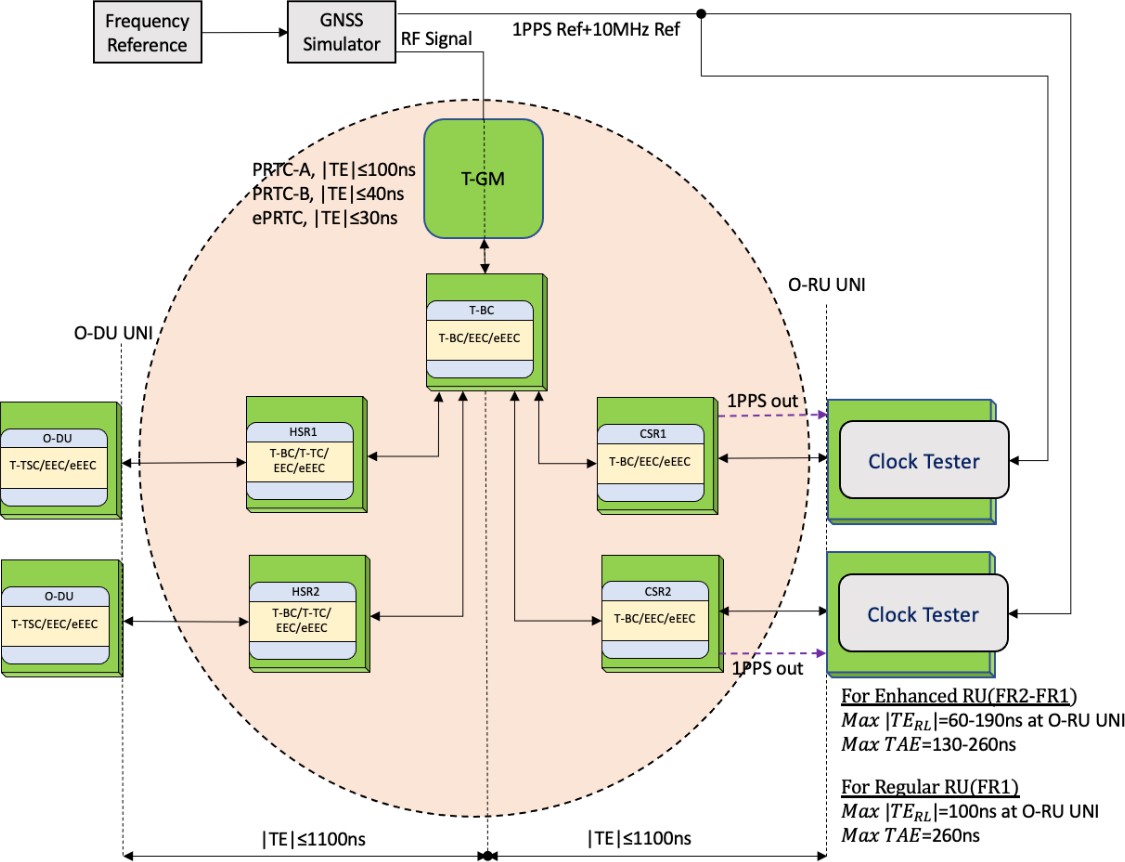 Frequency
Reference
GNSS
Simulator
RF Signal
1PPS Ref+10MHz Ref
PRTC-A, |TE|≤100ns
PRTC-B, |TE|≤40ns
ePRTC, |TE|≤30ns
T-GM
O-RU UNI
T-BC
T-BC/EEC/eEEC
O-DU UNI
1PPS out
O-DU
T-TSC/EEC/eEEC
HSR1
T-BC/T-TC/
EEC/eEEC
CSR1
T-BC/EEC/eEEC
Clock Tester
O-DU
T-TSC/EEC/eEEC
HSR2
T-BC/T-TC/
EEC/eEEC
CSR2
T-BC/EEC/eEEC
Clock Tester
1PPS out
For Enhanced RU(FR2-FR1)
Max |TE_RL|=60-190ns at O-RU UNI
Max TAE=130-260ns
For Regular RU(FR1)
Max |TE_RL|=100ns at O-RU UNI
Max TAE=260ns
|TE|≤1100ns
|TE|≤1100ns